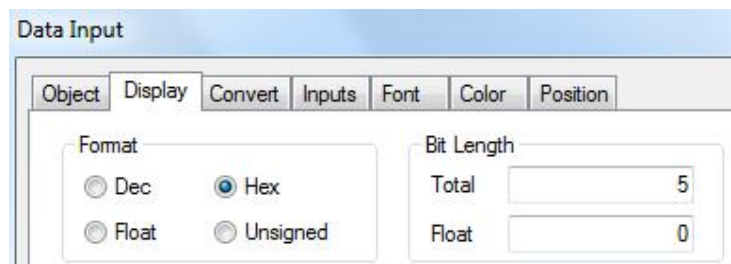 Data Input
Object Display Convert Inputs Font Color Position
Format
Dec Hex
Float Unsigned
Bit Length
Total 5
Float 0